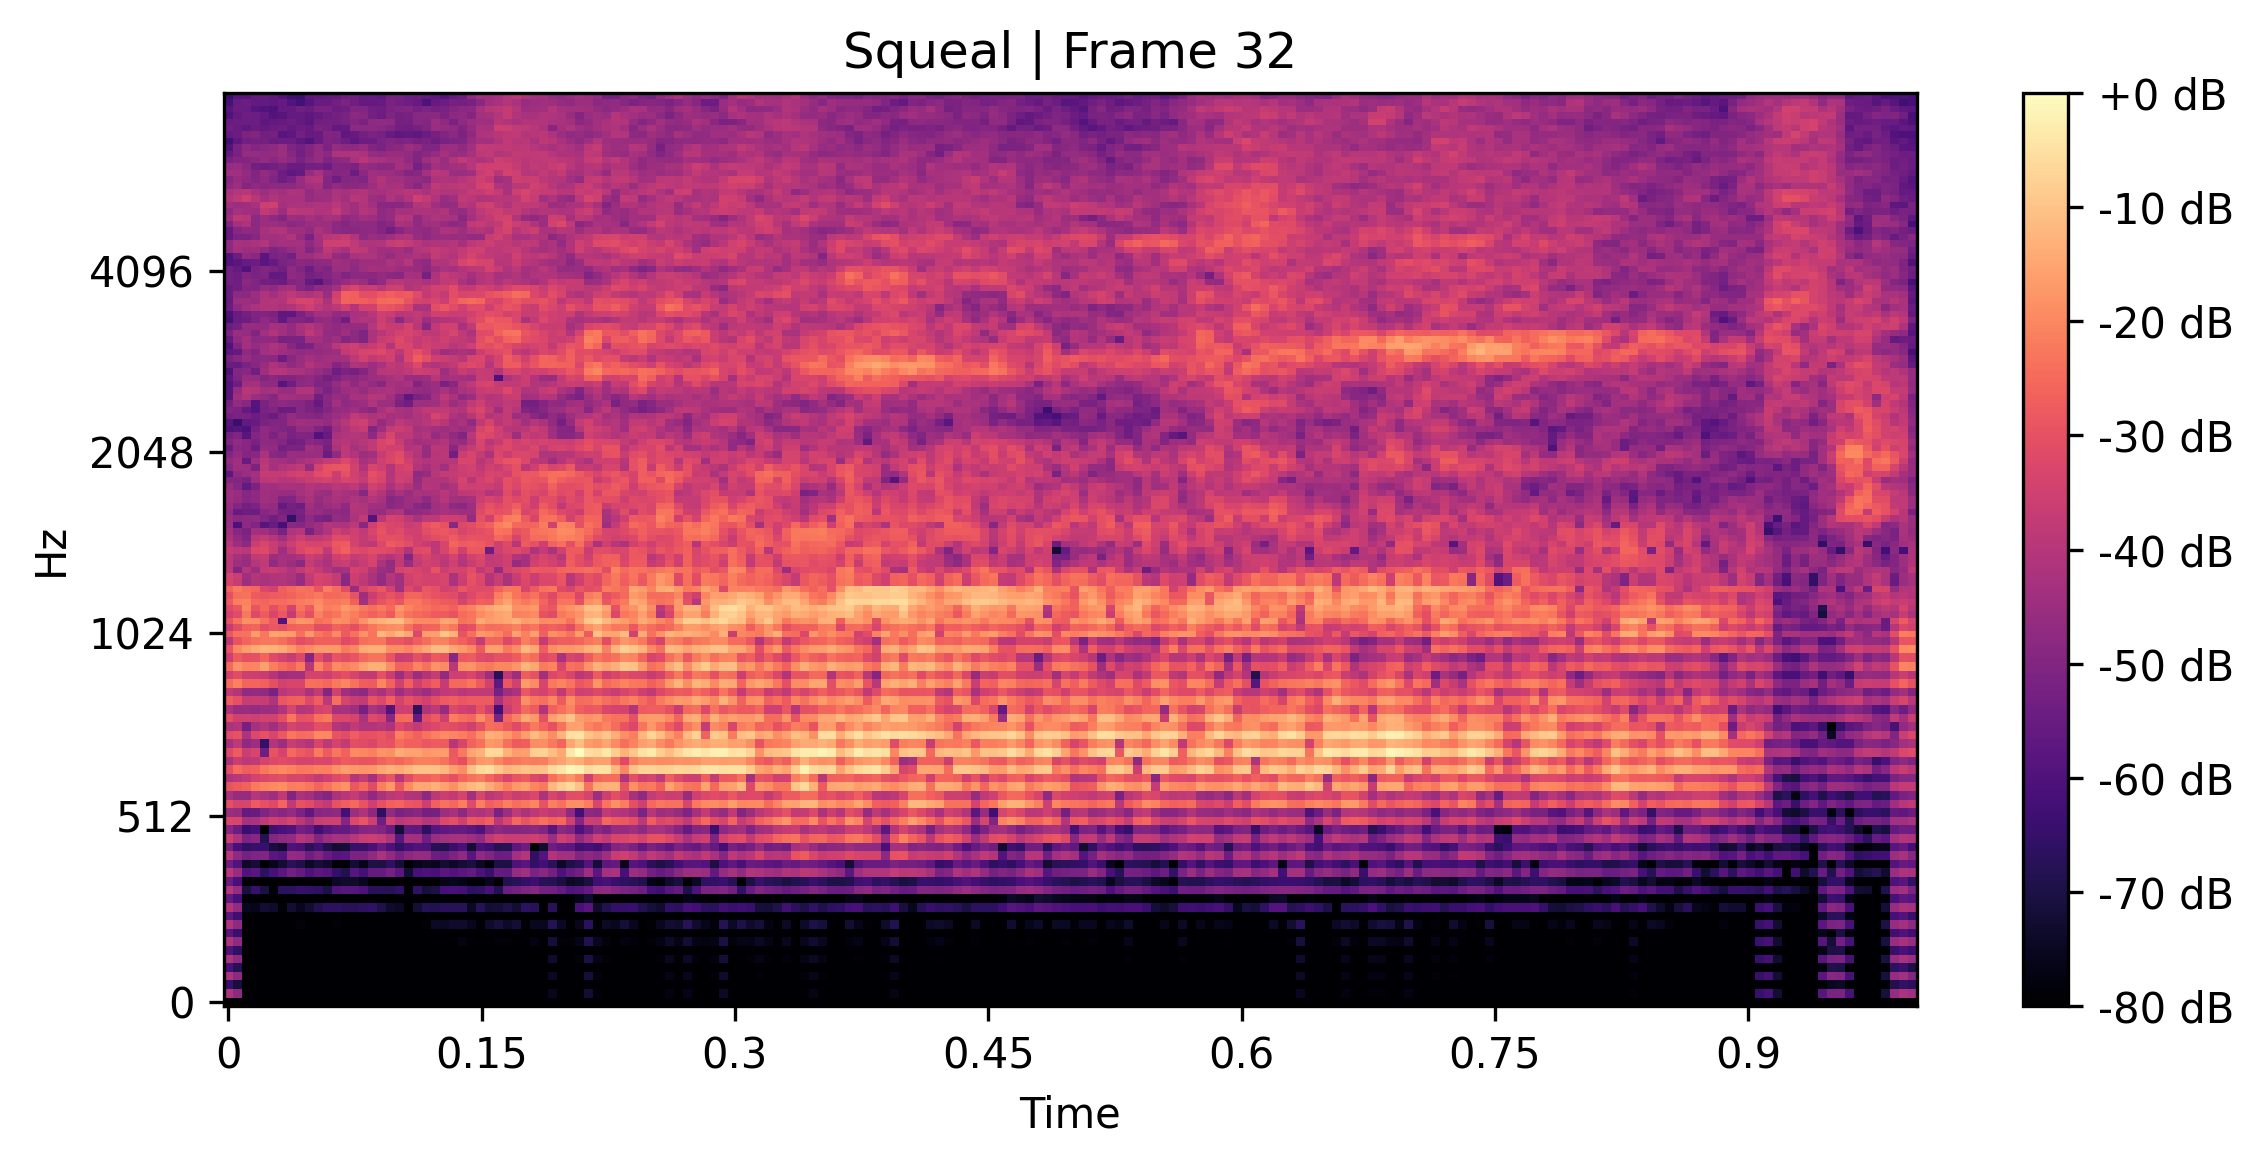 Squeal | Frame 32
+0 dB
-10 dB
4096
-20 dB
-30 dB
2048
-40 dB
Hz
1024
-50 dB
-60 dB
512
-70 dB
0
-80 dB
0 0.15 0.3 0.45 0.6 0.75 0.9
Time